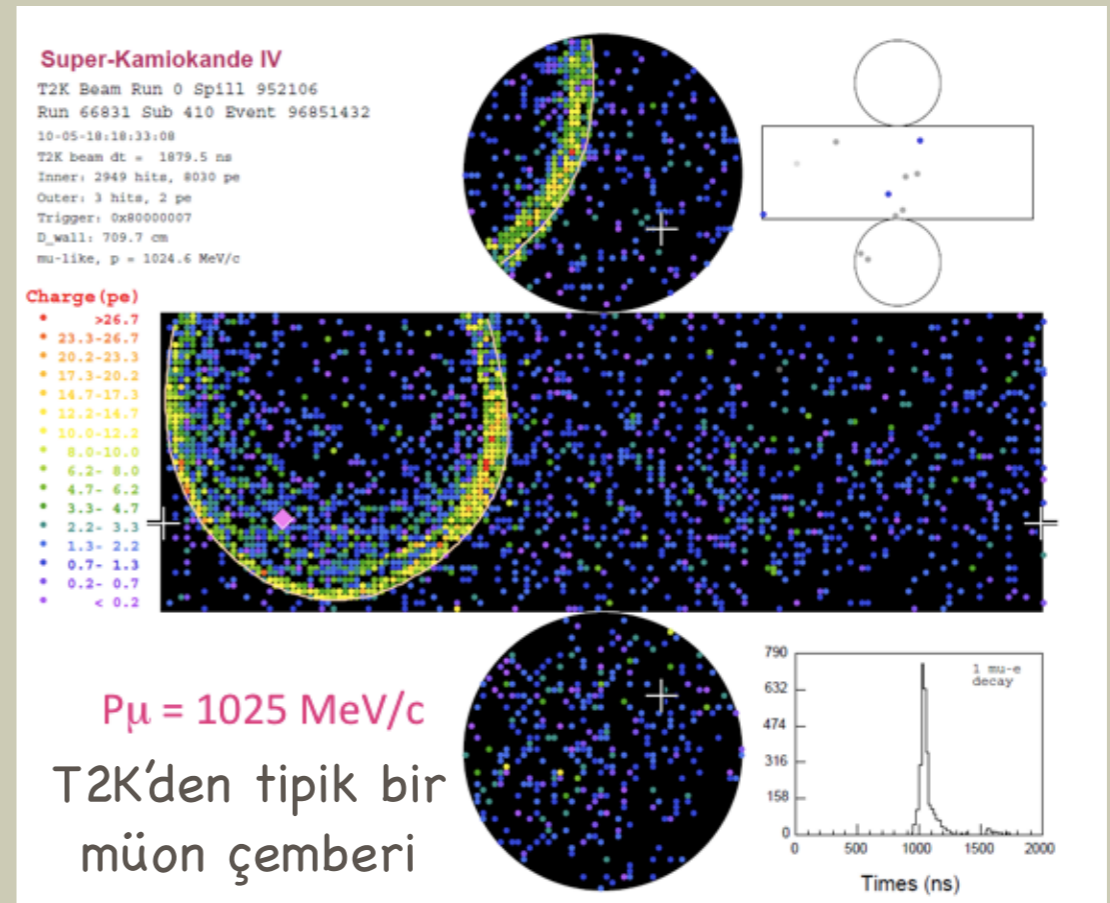 Super-Kamiokande IV
T2K Beam Run 0 Spill 952106
Run 66831 Sub 410 Event 96851432
10-05-18:18:33:08
T2K beam dt = 1879.5 ns
Inner: 2949 hits, 8030 pe
Outer: 3 hits, 2 pe
Trigger: 0x80000007
D_wall: 709.7 cm
mu-like, p = 1024.6 MeV/c
Charge(pe)
>26.7
23.3-26.7
20.2-23.3
17.3-20.2
14.7-17.3
12.2-14.7
10.0-12.2
8.0-10.0
6.2- 8.0
4.7- 6.2
3.3- 4.7
2.2- 3.3
1.3- 2.2
0.7- 1.3
0.2- 0.7
< 0.2
Pμ = 1025 MeV/c
T2K'den tipik bir
müon çemberi
790
632
474
316
158
0
1 mu-e
decay
0 500 1000 1500 2000
Times (ns)